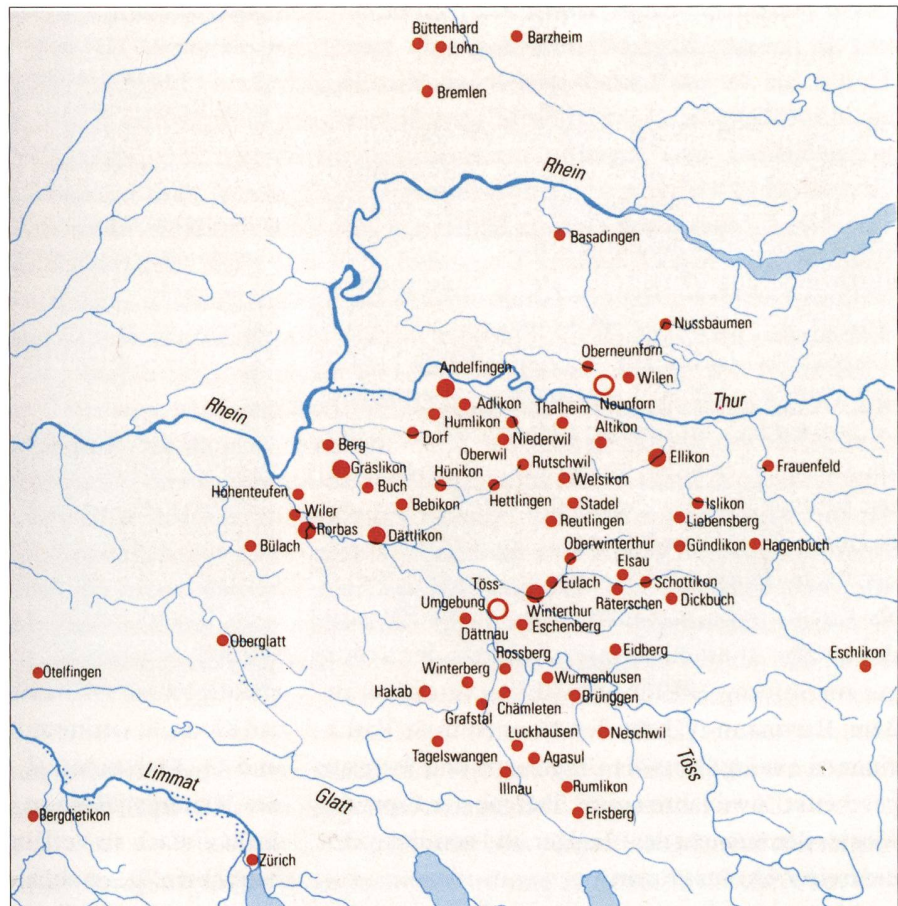 Büttenhard
Lohn
Barzheim
Bremlen
Rhein
Basadingen
Nussbaumen
Oberneunforn
Andelfingen
Wilen
Neunforn
Thur
Rhein
Adlikon
Thalheim
Humlikon
Altikon
Dorf
Niederwil
Oberwil
Berg
Ellikon
Gräslikon
Hünikon
Rutschwil
Frauenfeld
Buch
Welsikon
Hohenteufen
Hettlingen
Bebikon
Stadel
Islikon
Wiler
Reutlingen
Liebensberg
Rorbas
Dättlikon
Oberwinterthur
Bülach
Gündlikon
Hagenbuch
Elsau
Töss-
Umgebung
Eulach
Schottikon
Winterthur
Räterschen
Dickbuch
Eschenberg
Dättnau
Oberglatt
Rossberg
Eidberg
Eschlikon
Otelfingen
Winterberg
Wurmenhusen
Hakab
Chämleten
Brünggen
Grafstal
Luckhausen
Neschwil
Tagelswangen
Agasul
Töss
Limmat
Glatt
Illnau
Rumlikon
Bergdietikon
Erisberg
Zürich